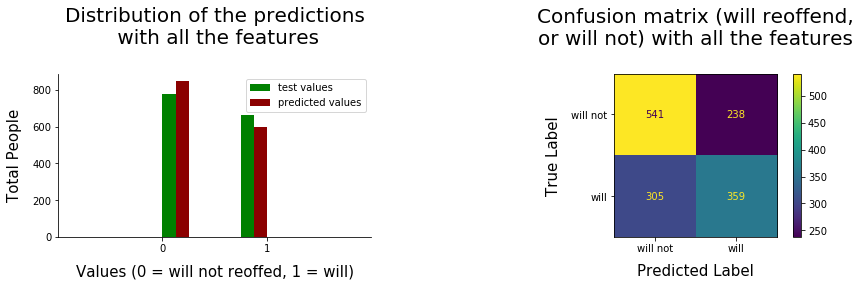 Distribution of the predictions
with all the features
800
600
400
200
0
0
1
test values
predicted values
Total People
Values (0 = will not reoffed, 1 = will)
Confusion matrix (will reoffend,
or will not) with all the features
True Label
will not
will
541
238
305
359
will not
will
Predicted Label
500
450
400
350
300
250